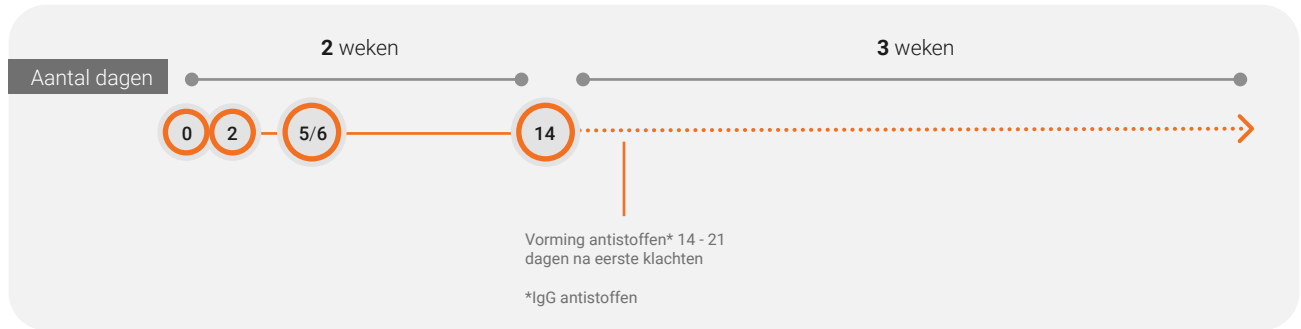 2 weken
3 weken
Aantal dagen
0
2
5/6
14
Vorming antistoffen* 14 - 21
dagen na eerste klachten
*IgG antistoffen